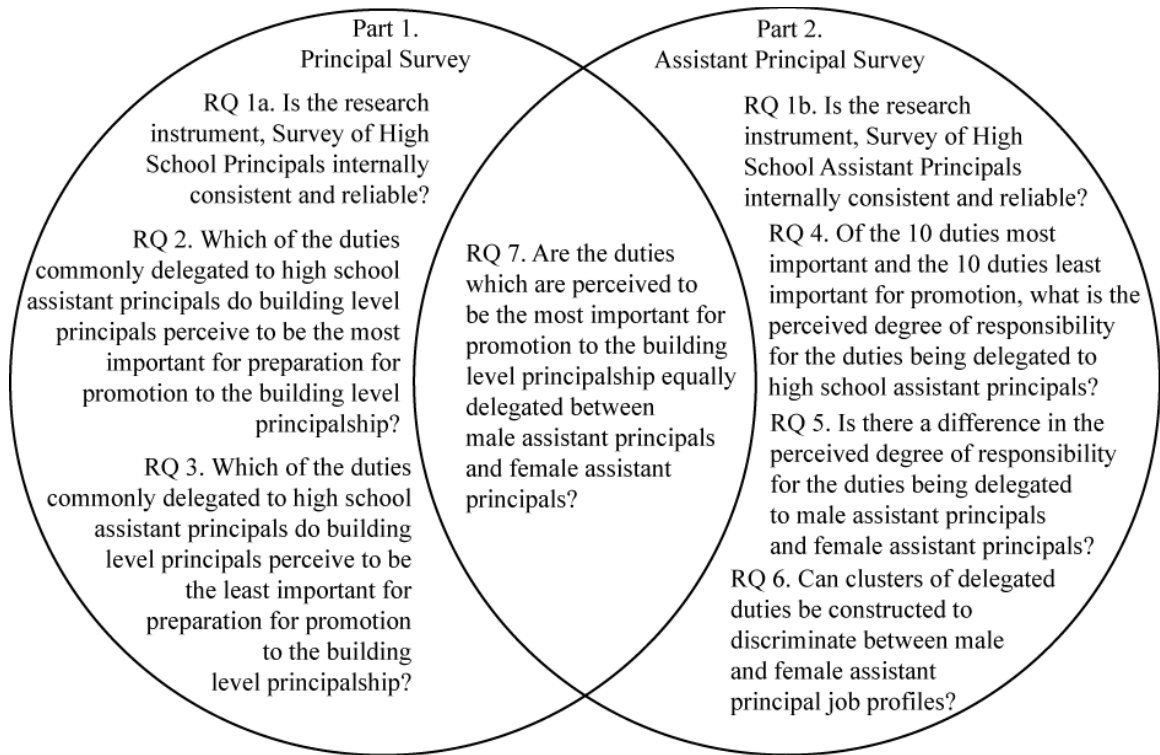 Part 1.
Principal Survey
RQ 1a. Is the research
instrument, Survey of High
School Principals internally
consistent and reliable?
RQ 2. Which of the duties
commonly delegated to high school
assistant principals do building level
principals perceive to be the most
important for preparation for
promotion to the building level
principalship?
RQ 3. Which of the duties
commonly delegated to high school
assistant principals do building
level principals perceive to be
the least important for
preparation for promotion
to the building
level principalship?
RQ 7. Are the duties
which are perceived to
be the most important for
promotion to the building
level principalship equally
delegated between
male assistant principals
and female assistant
principals?
Part 2.
Assistant Principal Survey
RQ 1b. Is the research
instrument, Survey of High
School Assistant Principals
internally consistent and reliable?
RQ 4. Of the 10 duties most
important and the 10 duties least
important for promotion, what is the
perceived degree of responsibility
for the duties being delegated to
high school assistant principals?
RQ 5. Is there a difference in the
perceived degree of responsibility
for the duties being delegated
to male assistant principals
and female assistant principals?
RQ 6. Can clusters of delegated
duties be constructed to
discriminate between male
and female assistant
principal job profiles?